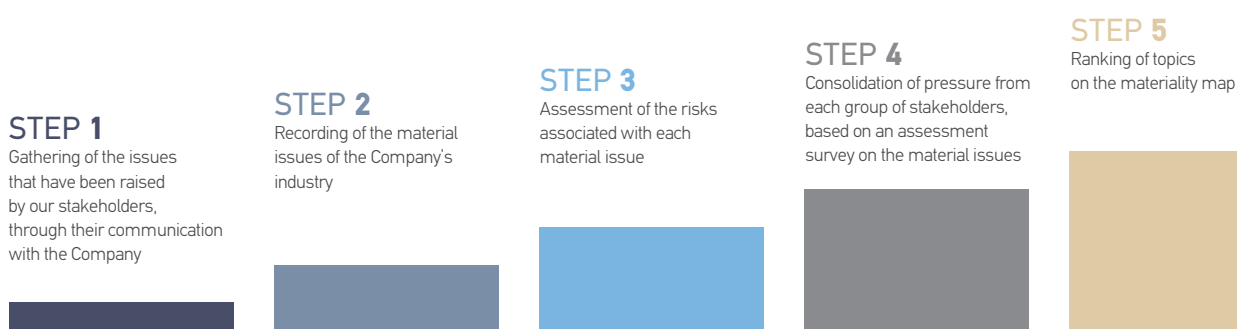 STEP 1
Gathering of the issues
that have been raised
by our stakeholders,
through their communication
with the Company
STEP 2
Recording of the material
issues of the Company's
industry
STEP 3
Assessment of the risks
associated with each
material issue
STEP 4
Consolidation of pressure from
each group of stakeholders,
based on an assessment
survey on the material issues
STEP 5
Ranking of topics
on the materiality map